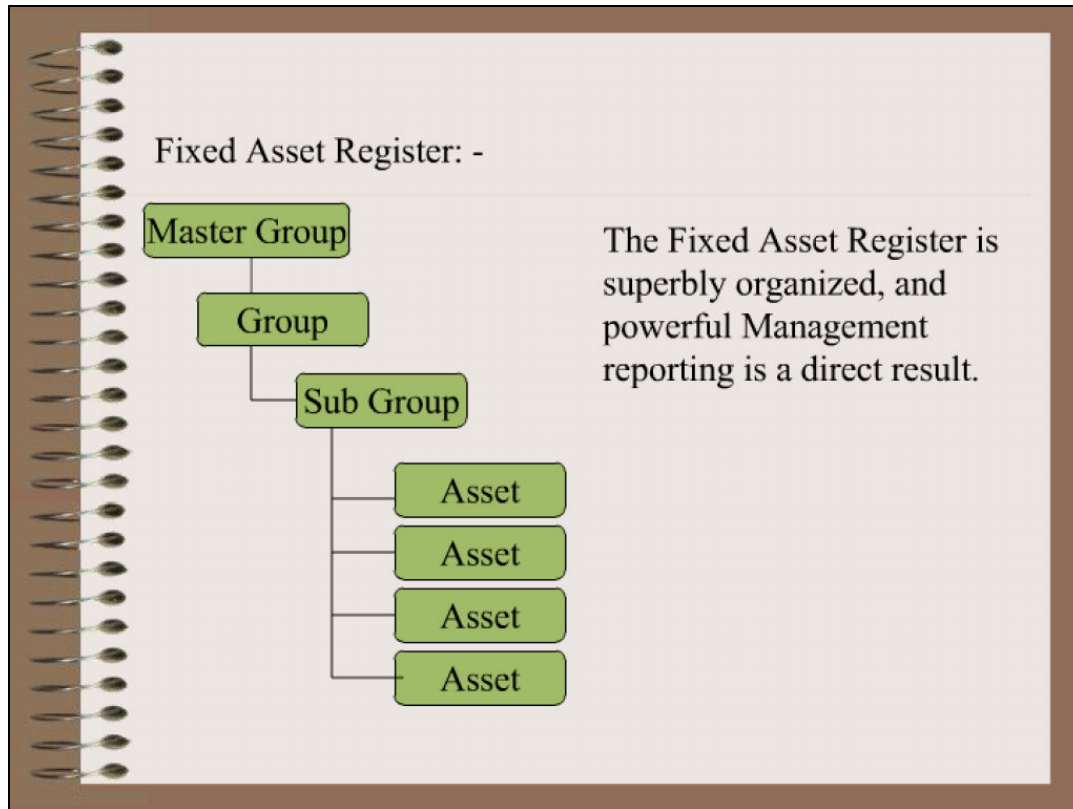 Fixed Asset Register: -
Master Group
Group
Sub Group
Asset
Asset
Asset
Asset
The Fixed Asset Register is
superbly organized, and
powerful Management
reporting is a direct result.